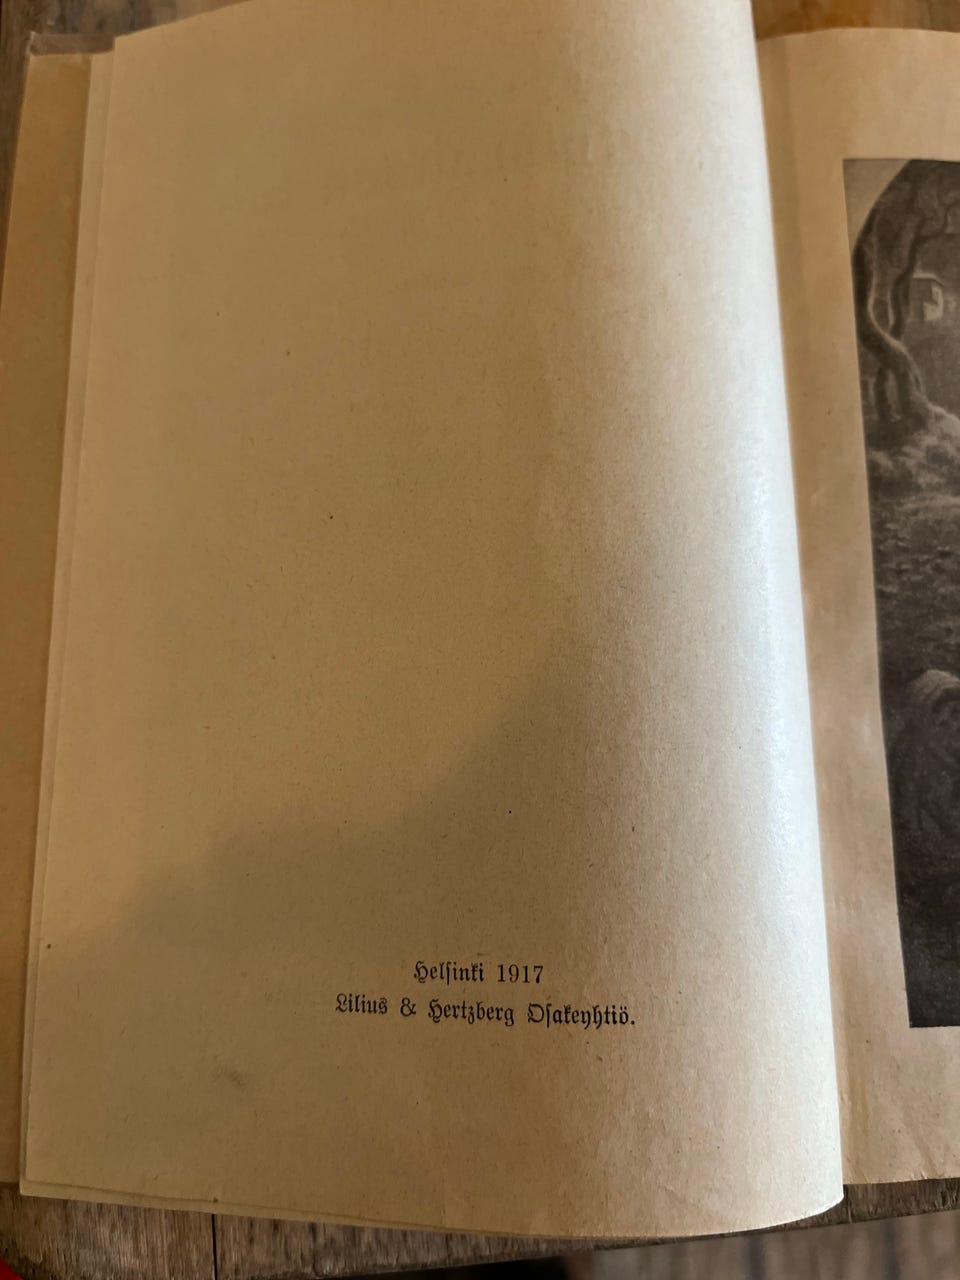 Helsinki 1917
Lilius & Hertzberg Osakeyhtiö.